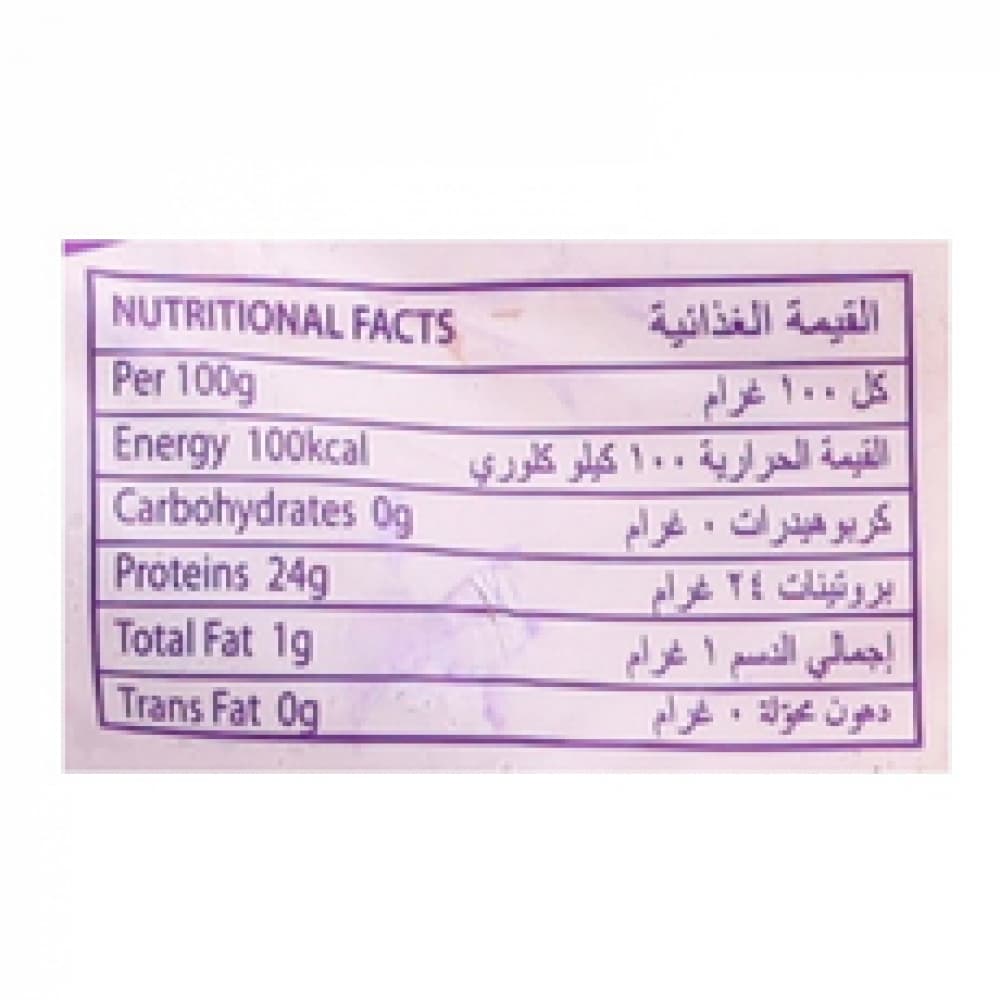 NUTRITIONAL FACTS القيمة الغذائية
Per 100g كل ١٠٠ غرام
Energy 100kcal القيمة الحرارية ١٠٠ كيلو كلوري
Carbohydrates 0g كربوهيدرات ٠ غرام
Proteins 24g بروتينات ٢٤ غرام
Total Fat 1g إجمالي الدسم ١ غرام
Trans Fat 0g دهون محولة ٠ غرام